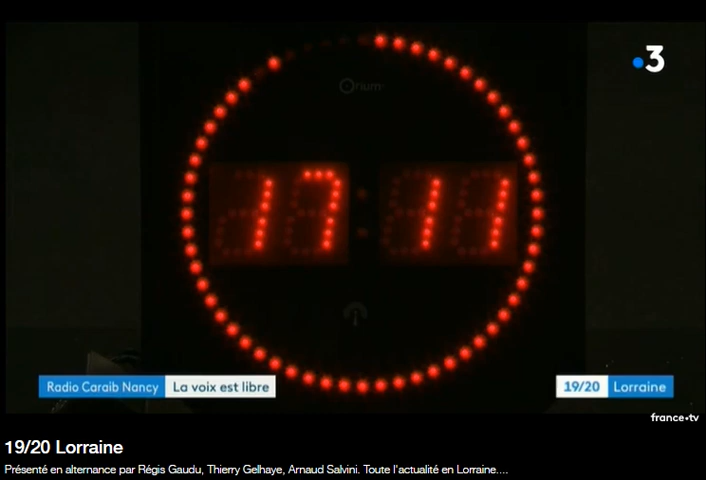 3
Orium
17:11
Radio Caraib Nancy La voix est libre
19/20 Lorraine
france•tv
19/20 Lorraine
Présenté en alternance par Régis Gaudu, Thierry Gelhaye, Arnaud Salvini. Toute l'actualité en Lorraine....